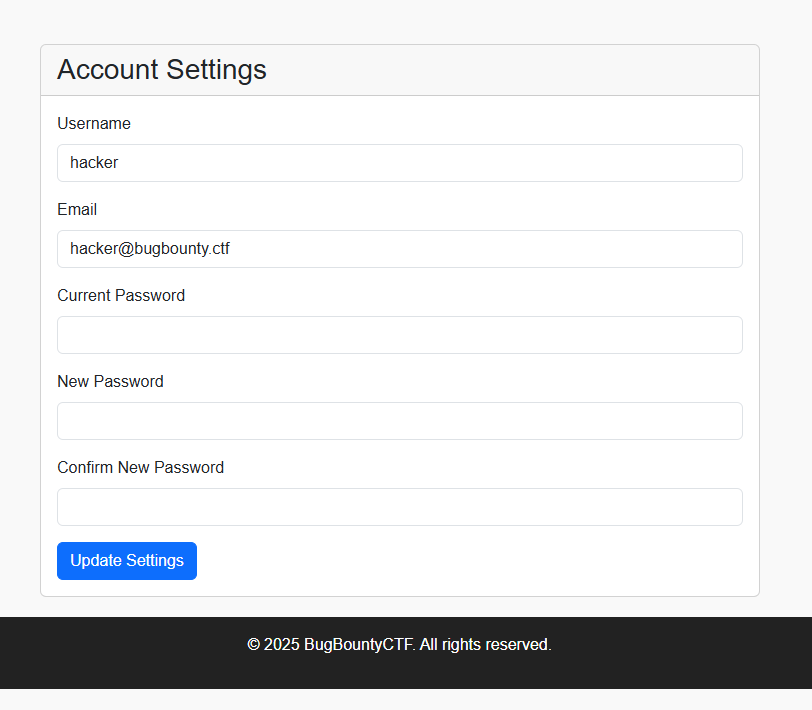 Account Settings
Username
hacker
Email
hacker@bugbounty.ctf
Current Password
New Password
Confirm New Password
Update Settings
© 2025 BugBountyCTF. All rights reserved.